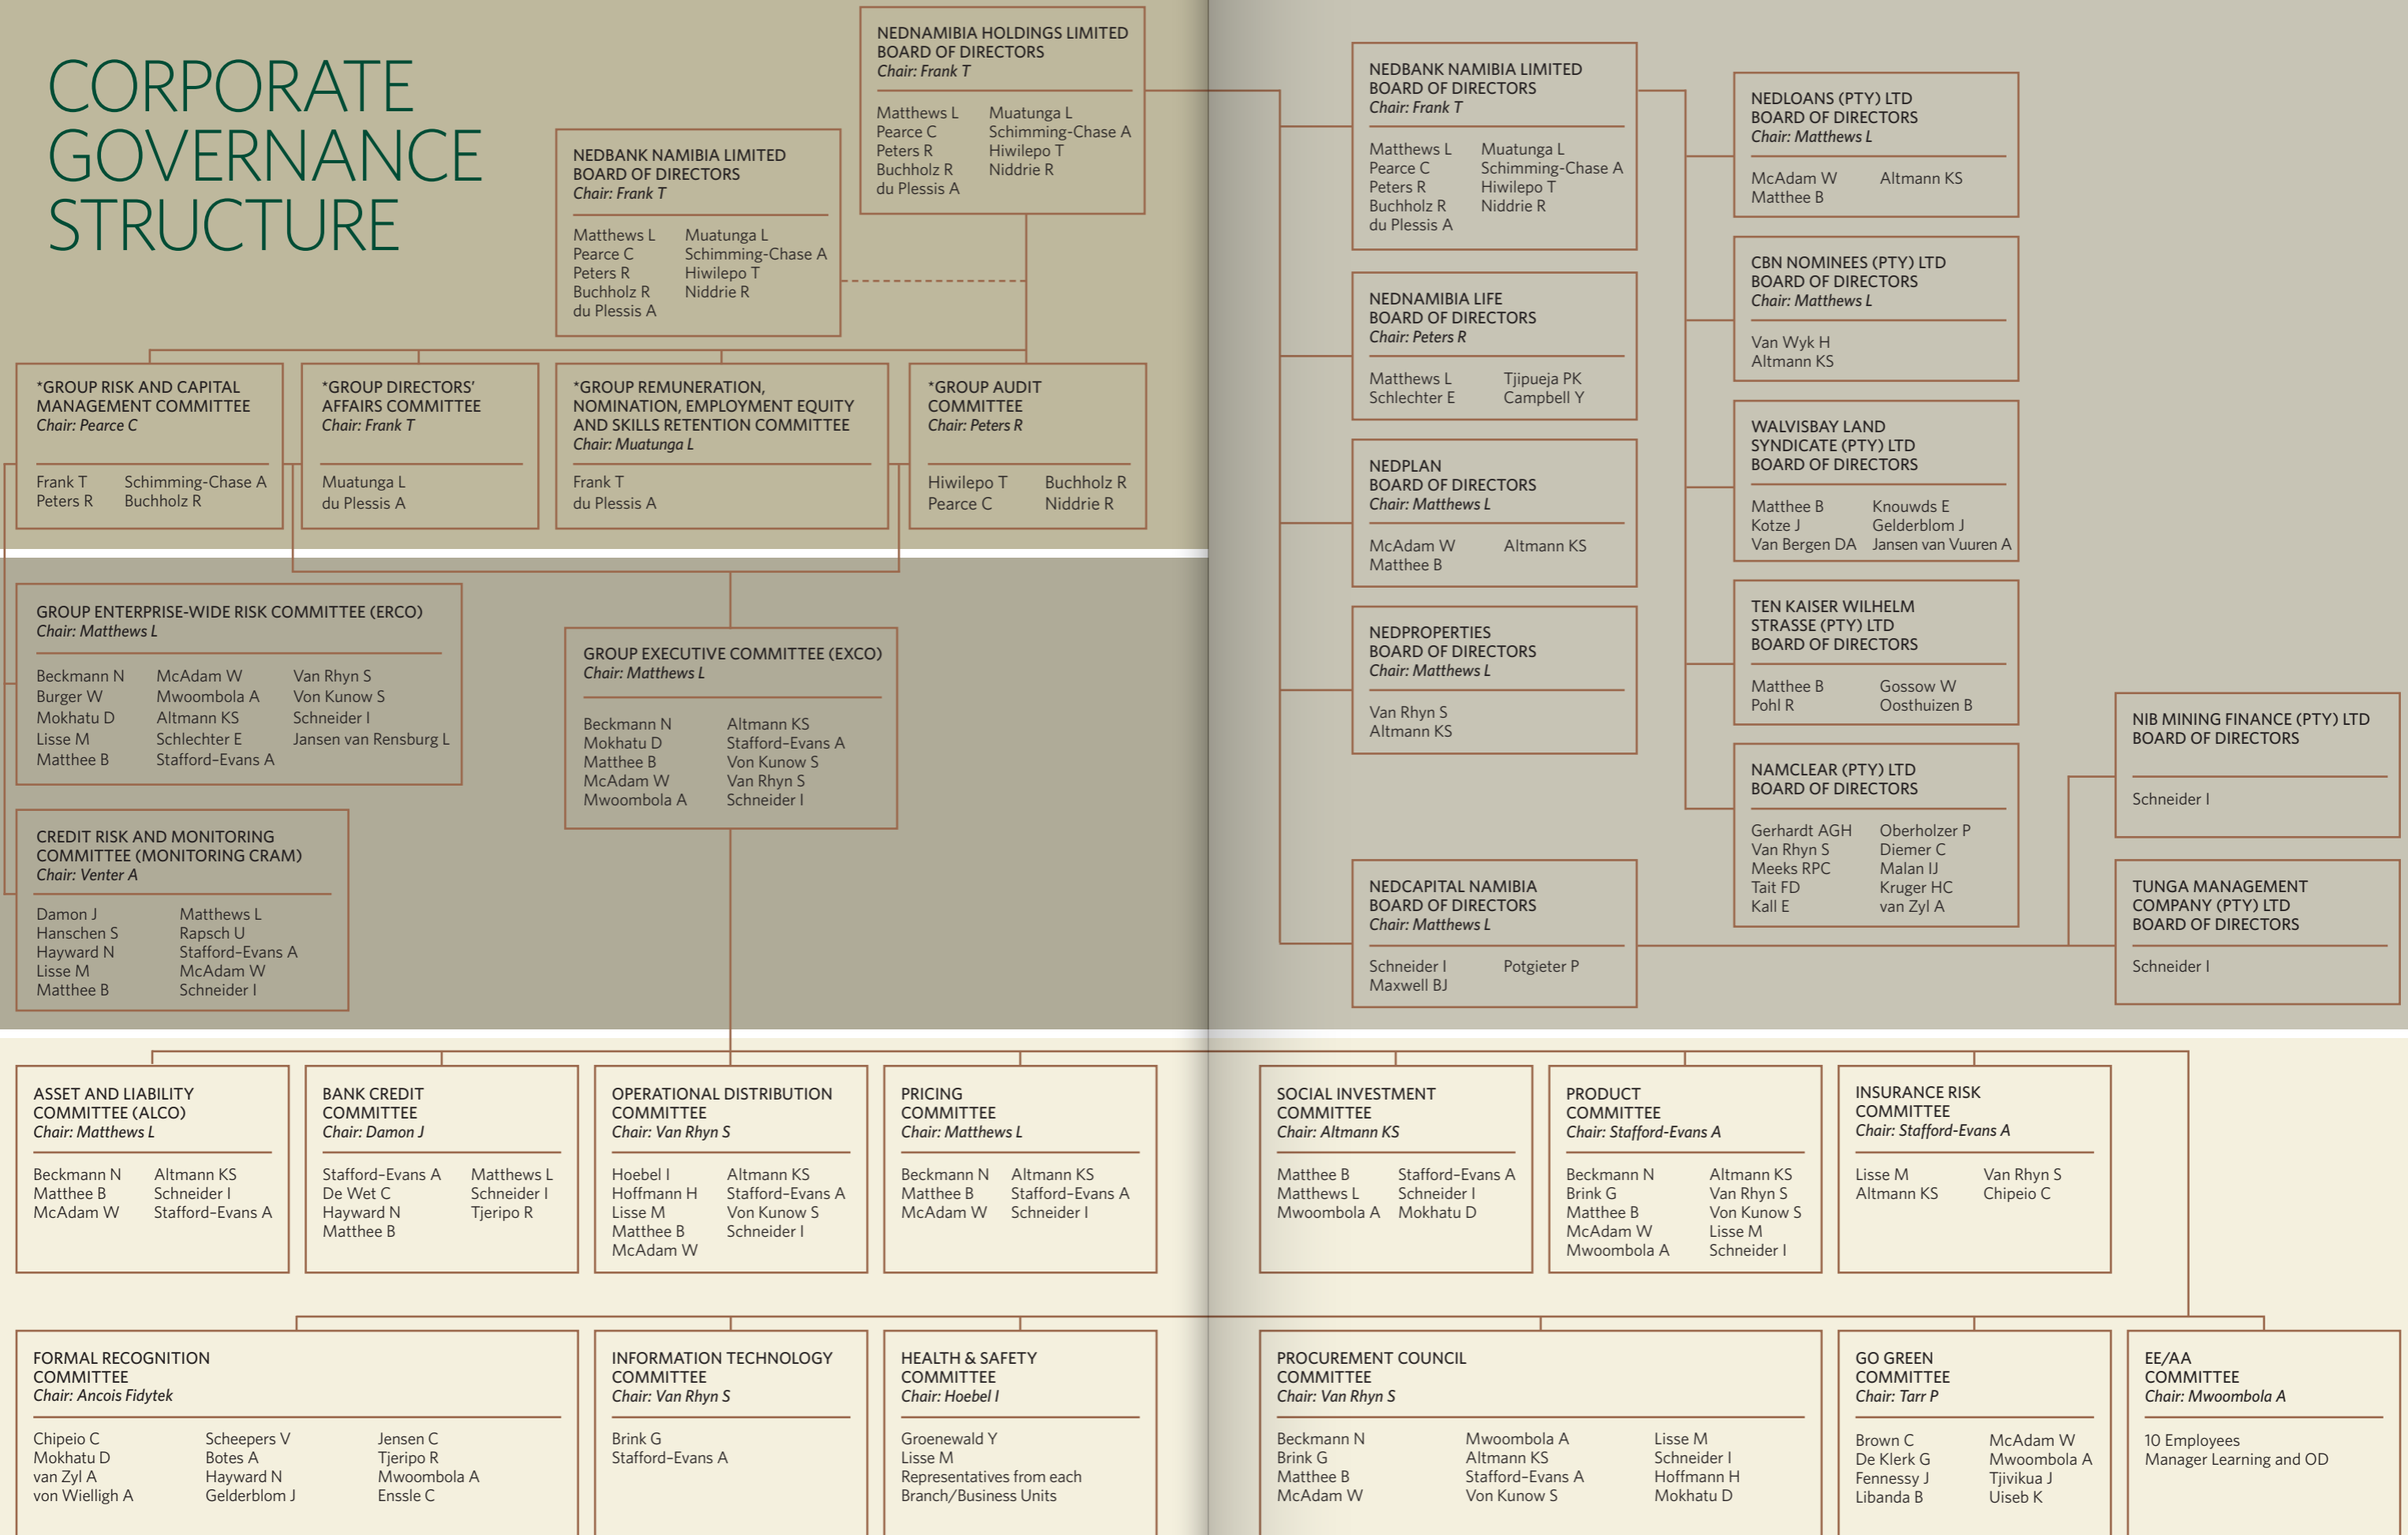 CORPORATE
GOVERNANCE
STRUCTURE
NEDNAMIBIA HOLDINGS LIMITED
BOARD OF DIRECTORS
Chair: Frank T
Matthews L Muatunga L
Pearce C Schimming-Chase A
Peters R Hiwilepo T
Buchholz R Niddrie R
du Plessis A
NEDBANK NAMIBIA LIMITED
BOARD OF DIRECTORS
Chair: Frank T
Matthews L Muatunga L
Pearce C Schimming-Chase A
Peters R Hiwilepo T
Buchholz R Niddrie R
du Plessis A
*GROUP RISK AND CAPITAL
MANAGEMENT COMMITTEE
Chair: Pearce C
Frank T Schimming-Chase A
Peters R Buchholz R
*GROUP DIRECTORS’
AFFAIRS COMMITTEE
Chair: Frank T
Muatunga L
du Plessis A
*GROUP REMUNERATION,
NOMINATION, EMPLOYMENT EQUITY
AND SKILLS RETENTION COMMITTEE
Chair: Muatunga L
Frank T
du Plessis A
*GROUP AUDIT
COMMITTEE
Chair: Peters R
Hiwilepo T Buchholz R
Pearce C Niddrie R
GROUP ENTERPRISE-WIDE RISK COMMITTEE (ERCO)
Chair: Matthews L
Beckmann N McAdam W Van Rhyn S
Burger W Mwoombola A Von Kunow S
Mokhatu D Altmann KS Schneider I
Lisse M Schlechter E Jansen van Rensburg L
Matthee B Stafford–Evans A
GROUP EXECUTIVE COMMITTEE (EXCO)
Chair: Matthews L
Beckmann N Altmann KS
Mokhatu D Stafford–Evans A
Matthee B Von Kunow S
McAdam W Van Rhyn S
Mwoombola A Schneider I
CREDIT RISK AND MONITORING
COMMITTEE (MONITORING CRAM)
Chair: Venter A
Damon J Matthews L
Hanschen S Rapsch U
Hayward N Stafford–Evans A
Lisse M McAdam W
Matthee B Schneider I
NEDBANK NAMIBIA LIMITED
BOARD OF DIRECTORS
Chair: Frank T
Matthews L Muatunga L
Pearce C Schimming-Chase A
Peters R Hiwilepo T
Buchholz R Niddrie R
du Plessis A
NEDNAMIBIA LIFE
BOARD OF DIRECTORS
Chair: Peters R
Matthews L Tjipueja PK
Schlechter E Campbell Y
NEDPLAN
BOARD OF DIRECTORS
Chair: Matthews L
McAdam W Altmann KS
Matthee B
NEDPROPERTIES
BOARD OF DIRECTORS
Chair: Matthews L
Van Rhyn S
Altmann KS
NEDCAPITAL NAMIBIA
BOARD OF DIRECTORS
Chair: Matthews L
Schneider I Potgieter P
Maxwell BJ
NEDLOANS (PTY) LTD
BOARD OF DIRECTORS
Chair: Matthews L
McAdam W Altmann KS
Matthee B
CBN NOMINEES (PTY) LTD
BOARD OF DIRECTORS
Chair: Matthews L
Van Wyk H
Altmann KS
WALVISBAY LAND
SYNDICATE (PTY) LTD
BOARD OF DIRECTORS
Matthee B Knouwds E
Kotze J Gelderblom J
Van Bergen DA Jansen van Vuuren A
TEN KAISER WILHELM
STRASSE (PTY) LTD
BOARD OF DIRECTORS
Matthee B Gossow W
Pohl R Oosthuizen B
NAMCLEAR (PTY) LTD
BOARD OF DIRECTORS
Gerhardt AGH Oberholzer P
Van Rhyn S Diemer C
Meeks RPC Malan IJ
Tait FD Kruger HC
Kall E van Zyl A
NIB MINING FINANCE (PTY) LTD
BOARD OF DIRECTORS
Schneider I
TUNGA MANAGEMENT
COMPANY (PTY) LTD
BOARD OF DIRECTORS
Schneider I
ASSET AND LIABILITY
COMMITTEE (ALCO)
Chair: Matthews L
Beckmann N Altmann KS
Matthee B Schneider I
McAdam W Stafford–Evans A
BANK CREDIT
COMMITTEE
Chair: Damon J
Stafford–Evans A Matthews L
De Wet C Schneider I
Hayward N Tjeripo R
Matthee B
OPERATIONAL DISTRIBUTION
COMMITTEE
Chair: Van Rhyn S
Hoebel I Altmann KS
Hoffmann H Stafford–Evans A
Lisse M Von Kunow S
Matthee B Schneider I
McAdam W
PRICING
COMMITTEE
Chair: Matthews L
Beckmann N Altmann KS
Matthee B Stafford–Evans A
McAdam W Schneider I
SOCIAL INVESTMENT
COMMITTEE
Chair: Altmann KS
Matthee B Stafford–Evans A
Matthews L Schneider I
Mwoombola A Mokhatu D
PRODUCT
COMMITTEE
Chair: Stafford-Evans A
Beckmann N Altmann KS
Brink G Van Rhyn S
Matthee B Von Kunow S
McAdam W Lisse M
Mwoombola A Schneider I
INSURANCE RISK
COMMITTEE
Chair: Stafford-Evans A
Lisse M Van Rhyn S
Altmann KS Chipeio C
FORMAL RECOGNITION
COMMITTEE
Chair: Ancois Fidytek
Chipeio C Scheepers V Jensen C
Mokhatu D Botes A Tjeripo R
van Zyl A Hayward N Mwoombola A
von Wielligh A Gelderblom J Enssle C
INFORMATION TECHNOLOGY
COMMITTEE
Chair: Van Rhyn S
Brink G
Stafford–Evans A
HEALTH & SAFETY
COMMITTEE
Chair: Hoebel I
Groenewald Y
Lisse M
Representatives from each
Branch/Business Units
PROCUREMENT COUNCIL
COMMITTEE
Chair: Van Rhyn S
Beckmann N Mwoombola A Lisse M
Brink G Altmann KS Schneider I
Matthee B Stafford–Evans A Hoffmann H
McAdam W Von Kunow S Mokhatu D
GO GREEN
COMMITTEE
Chair: Tarr P
Brown C McAdam W
De Klerk G Mwoombola A
Fennessy J Tjivikua J
Libanda B Uiseb K
EE/AA
COMMITTEE
Chair: Mwoombola A
10 Employees
Manager Learning and OD